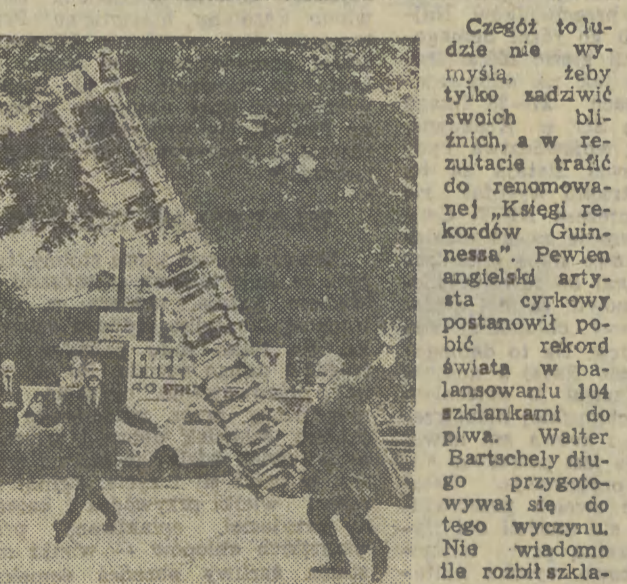 Czegóż to lu-
dzie nie wy-
myślą, żeby
tylko zadziwić
swoich bli-
źnich, a w re-
zultacie trafić
do renomowa-
nej „Księgi re-
kordów Guin-
nessa”. Pewien
angielski arty-
sta cyrkowy
postanowił po-
bić rekord
świata w ba-
lansowaniu 104
szklankami do
piwa. Walter
Bartschely dłu-
go przygoto-
wywał się do
tego wyczynu.
Nie wiadomo
ile rozbił szkla-